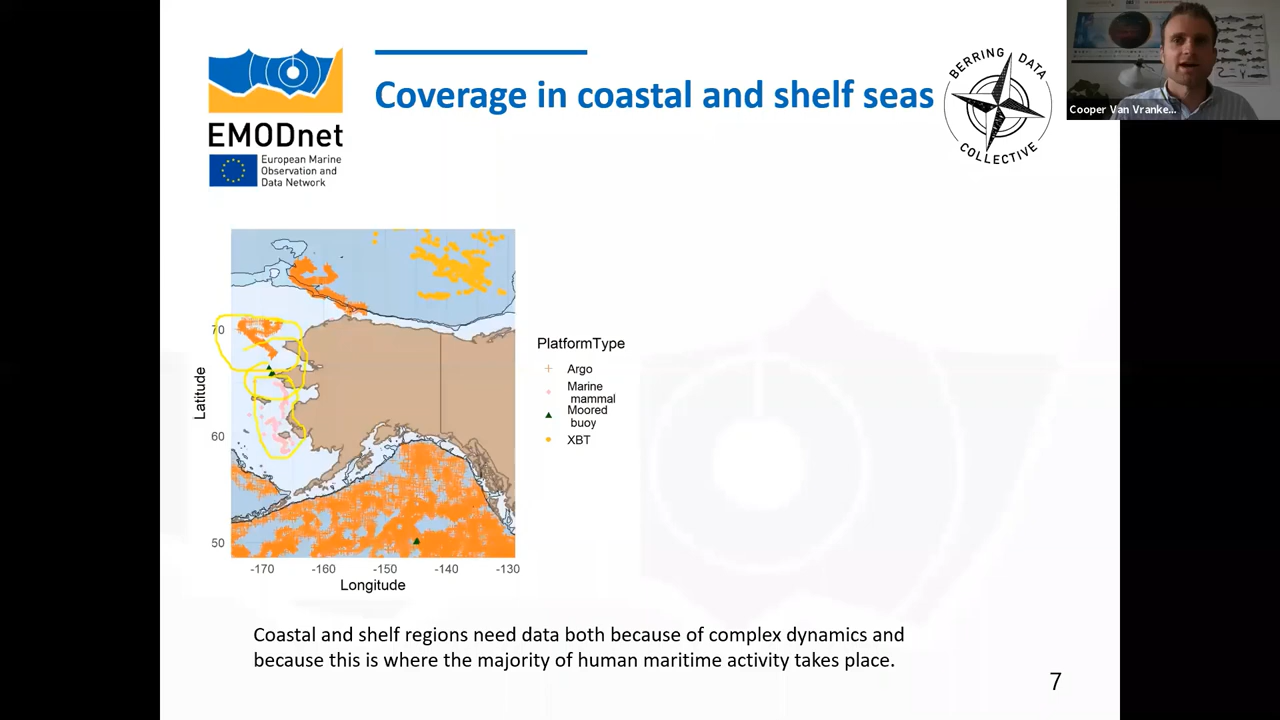 EMODnet
European Marine
Observation and
Data Network
Coverage in coastal and shelf seas
BERRING DATA
COLLECTIVE
Cooper Van Vranke...
70
60
50
Latitude
-170
-160
-150
-140
-130
Longitude
PlatformType
Argo
Marine
mammal
Moored
buoy
XBT
Coastal and shelf regions need data both because of complex dynamics and
because this is where the majority of human maritime activity takes place.
7